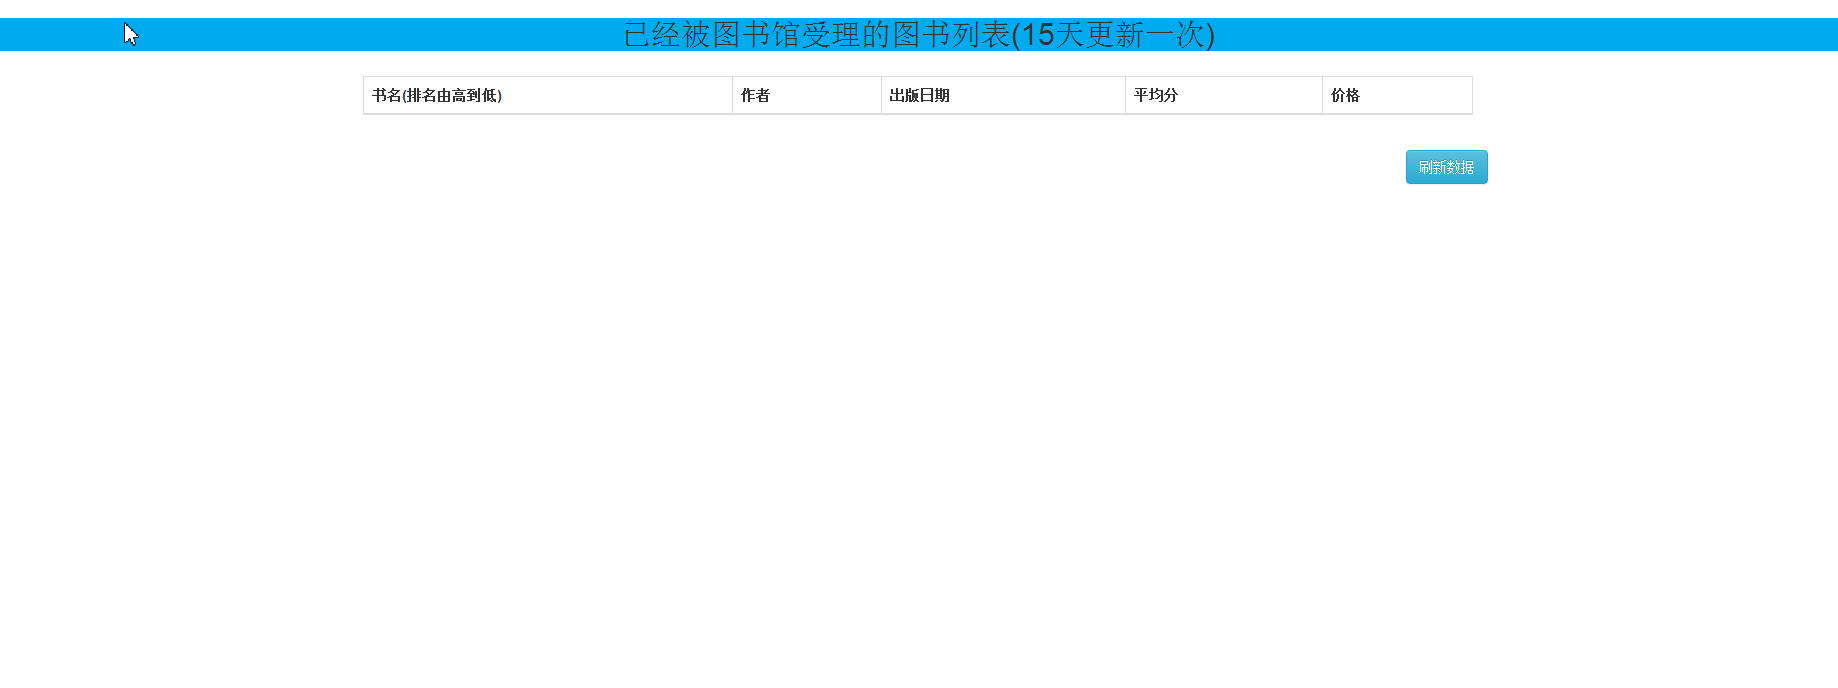 已经被图书馆受理的图书列表(15天更新一次)
书名(排名由高到低) 作者 出版日期 平均分 价格
刷新数据